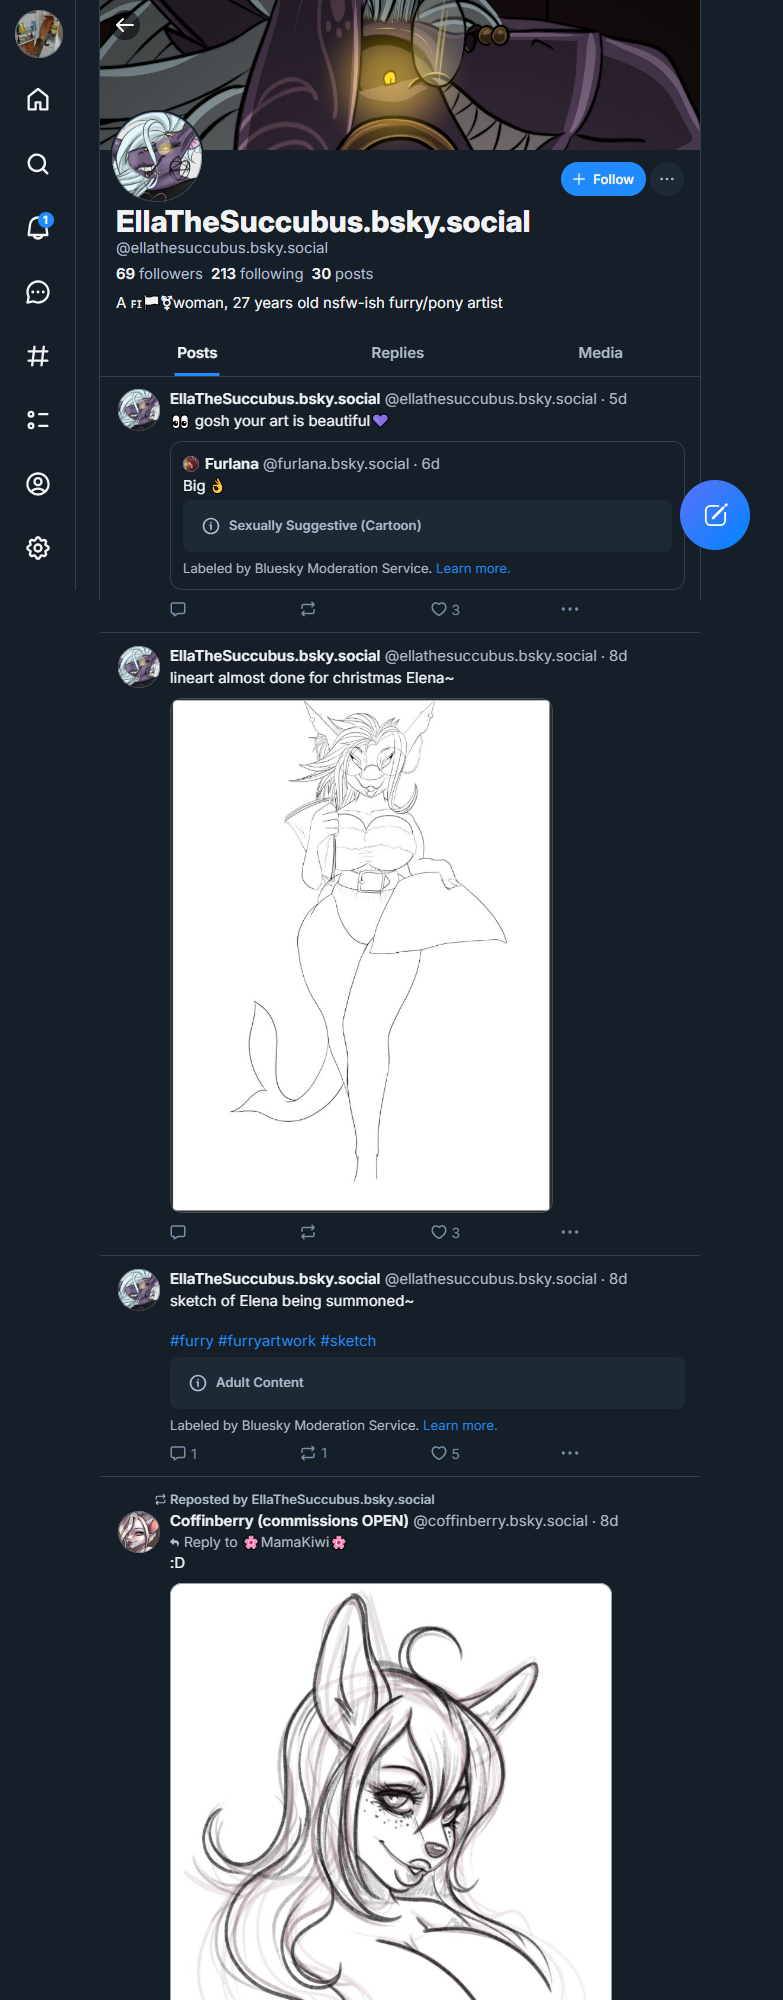 1
+ Follow
EllaTheSuccubus.bsky.social
@ellathesuccubus.bsky.social
69 followers 213 following 30 posts
A FI🏳⚧woman, 27 years old nsfw-ish furry/pony artist
Posts Replies Media
EllaTheSuccubus.bsky.social @ellathesuccubus.bsky.social · 5d
👀 gosh your art is beautiful💜
Furlana @furlana.bsky.social · 6d
Big 👌
Sexually Suggestive (Cartoon)
Labeled by Bluesky Moderation Service. Learn more.
3
EllaTheSuccubus.bsky.social @ellathesuccubus.bsky.social · 8d
lineart almost done for christmas Elena~
3
EllaTheSuccubus.bsky.social @ellathesuccubus.bsky.social · 8d
sketch of Elena being summoned~
#furry #furryartwork #sketch
Adult Content
Labeled by Bluesky Moderation Service. Learn more.
1 1 5
Reposted by EllaTheSuccubus.bsky.social
Coffinberry (commissions OPEN) @coffinberry.bsky.social · 8d
Reply to 🌸MamaKiwi🌸
:D